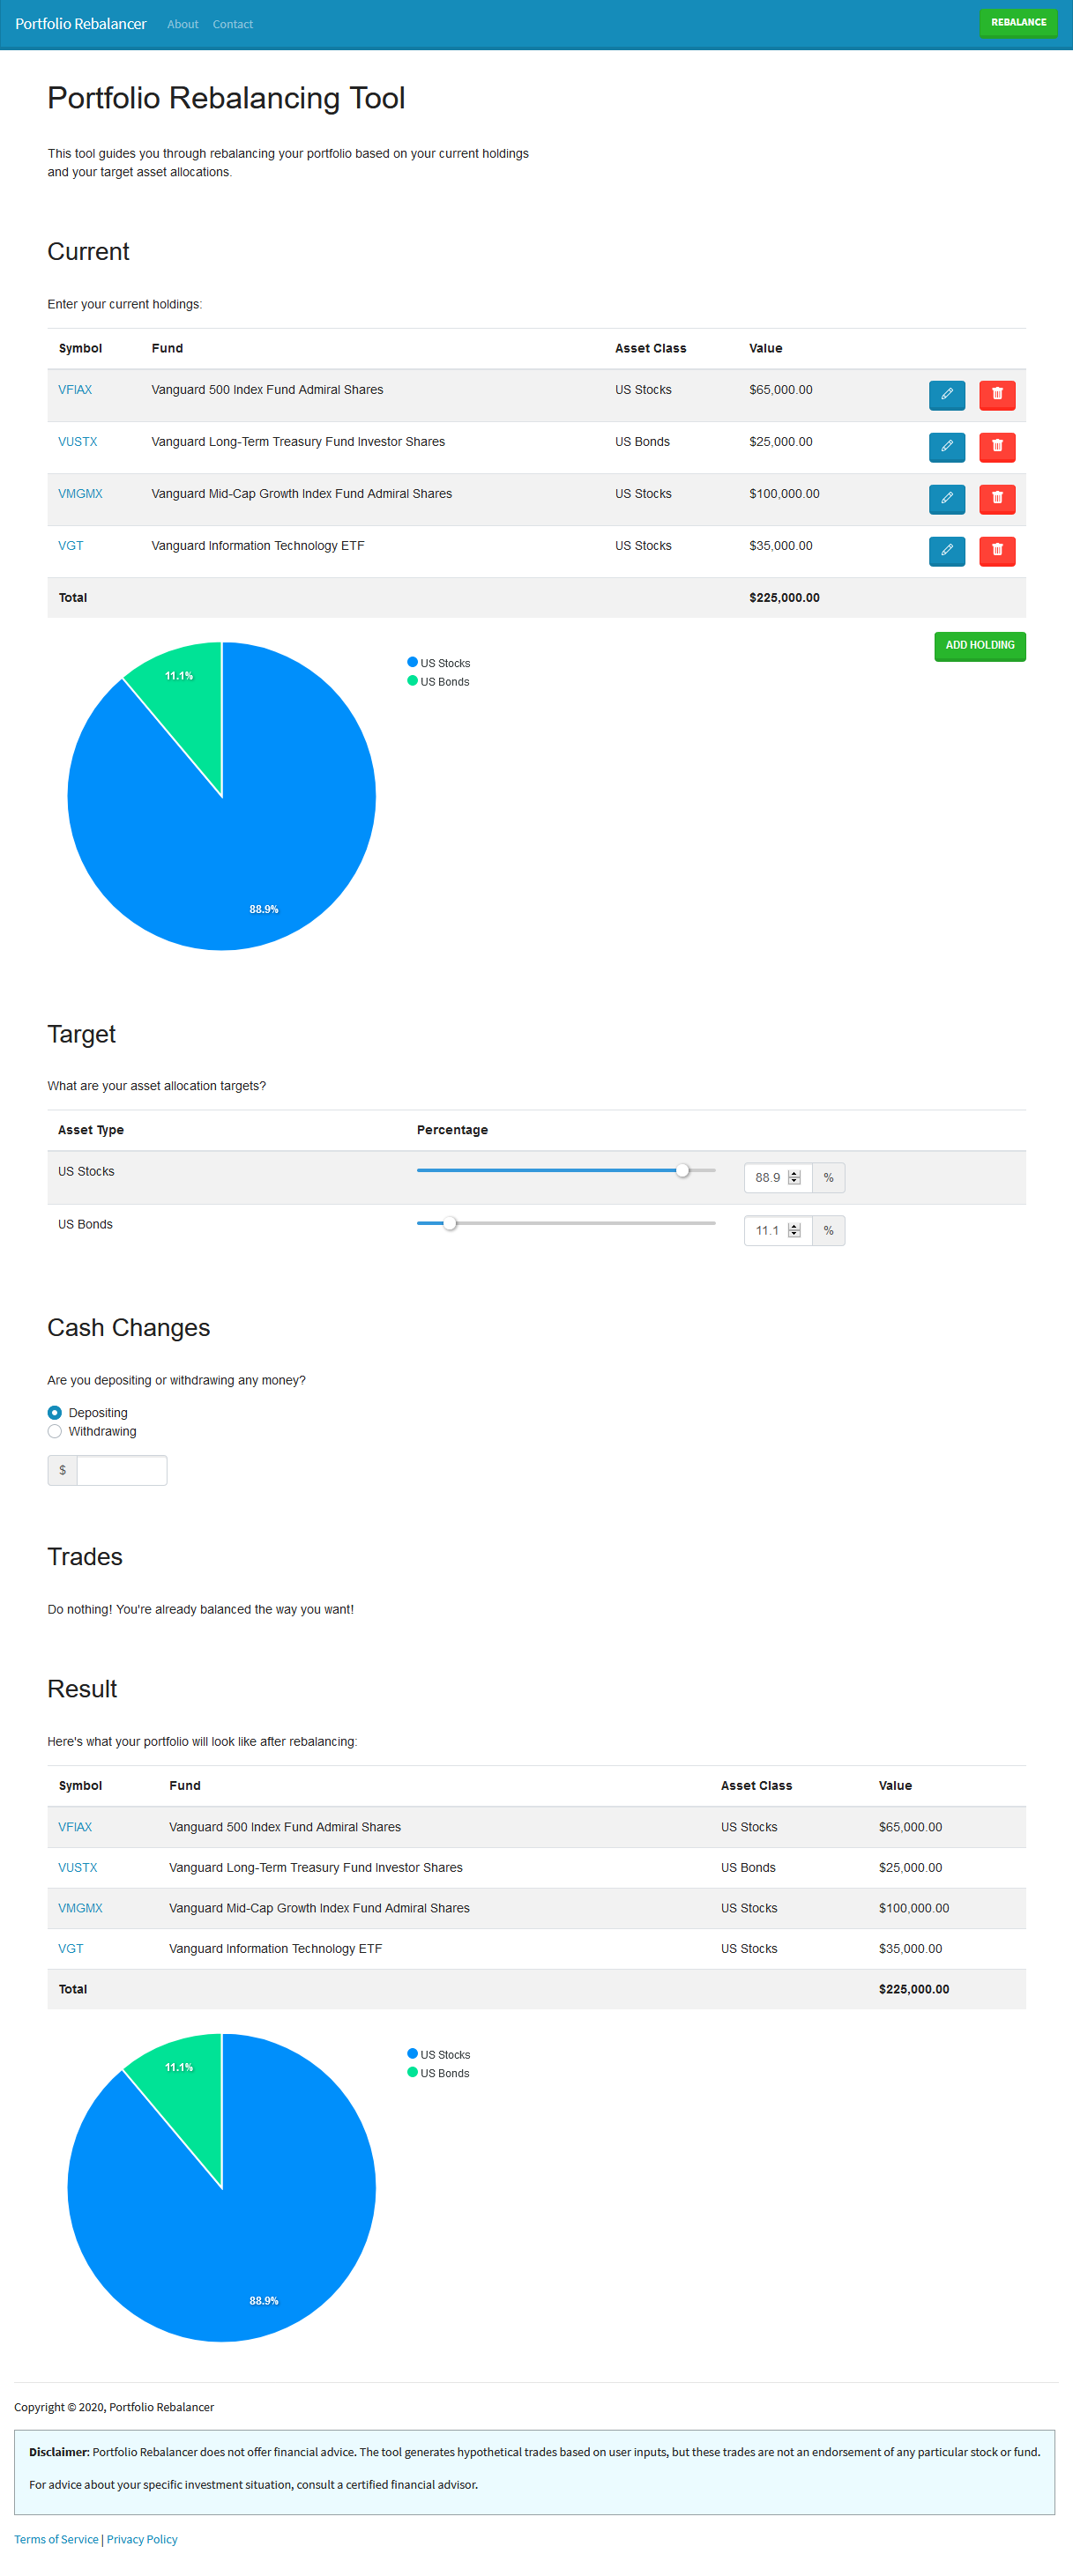 Portfolio Rebalancer About Contact REBALANCE
Portfolio Rebalancing Tool
This tool guides you through rebalancing your portfolio based on your current holdings
and your target asset allocations.
Current
Enter your current holdings:
Symbol Fund Asset Class Value
VFIAX Vanguard 500 Index Fund Admiral Shares US Stocks $65,000.00
VUSTX Vanguard Long-Term Treasury Fund Investor Shares US Bonds $25,000.00
VMGMX Vanguard Mid-Cap Growth Index Fund Admiral Shares US Stocks $100,000.00
VGT Vanguard Information Technology ETF US Stocks $35,000.00
Total $225,000.00
ADD HOLDING
US Stocks
US Bonds
11.1%
88.9%
Target
What are your asset allocation targets?
Asset Type Percentage
US Stocks 88.9 %
US Bonds 11.1 %
Cash Changes
Are you depositing or withdrawing any money?
Depositing
Withdrawing
$
Trades
Do nothing! You're already balanced the way you want!
Result
Here's what your portfolio will look like after rebalancing:
Symbol Fund Asset Class Value
VFIAX Vanguard 500 Index Fund Admiral Shares US Stocks $65,000.00
VUSTX Vanguard Long-Term Treasury Fund Investor Shares US Bonds $25,000.00
VMGMX Vanguard Mid-Cap Growth Index Fund Admiral Shares US Stocks $100,000.00
VGT Vanguard Information Technology ETF US Stocks $35,000.00
Total $225,000.00
US Stocks
US Bonds
11.1%
88.9%
Copyright © 2020, Portfolio Rebalancer
Disclaimer: Portfolio Rebalancer does not offer financial advice. The tool generates hypothetical trades based on user inputs, but these trades are not an endorsement of any particular stock or fund.
For advice about your specific investment situation, consult a certified financial advisor.
Terms of Service | Privacy Policy